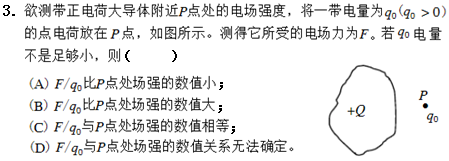 3. 欲测带正电荷大导体附近P点处的电场强度，将一带电量为q₀(q₀ > 0)
的点电荷放在P点，如图所示。测得它所受的电场力为F。若q₀电量
不是足够小，则(    )
(A) F/q₀比P点处场强的数值小；
(B) F/q₀比P点处场强的数值大；
(C) F/q₀与P点处场强的数值相等；
(D) F/q₀与P点处场强的数值关系无法确定。
+Q
P
q₀